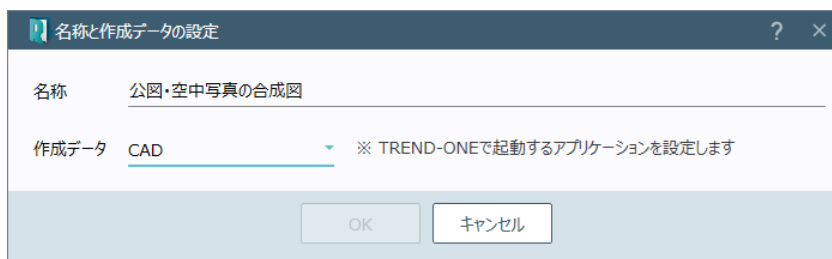 名称と作成データの設定
?
×
名称 公図・空中写真の合成図
作成データ CAD ※ TREND-ONEで起動するアプリケーションを設定します
OK キャンセル